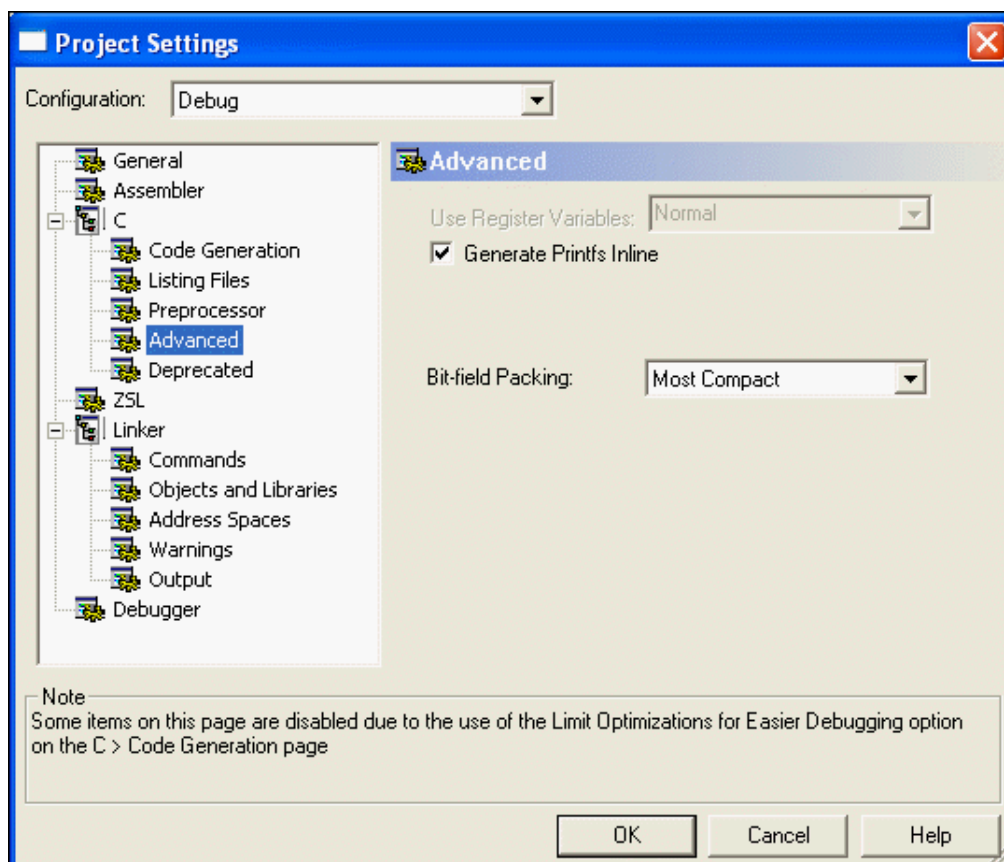 Project Settings
Configuration: Debug
General
Assembler
C
Code Generation
Listing Files
Preprocessor
Advanced
Deprecated
ZSL
Linker
Commands
Objects and Libraries
Address Spaces
Warnings
Output
Debugger
Advanced
Use Register Variables: Normal
Generate Printfs Inline
Bit-field Packing: Most Compact
Note
Some items on this page are disabled due to the use of the Limit Optimizations for Easier Debugging option
on the C > Code Generation page
OK Cancel Help